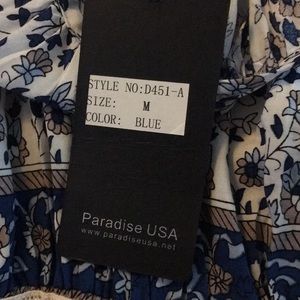 STYLE NO:D451-A
SIZE: M
COLOR: BLUE
Paradise USA
www.paradiseusa.net